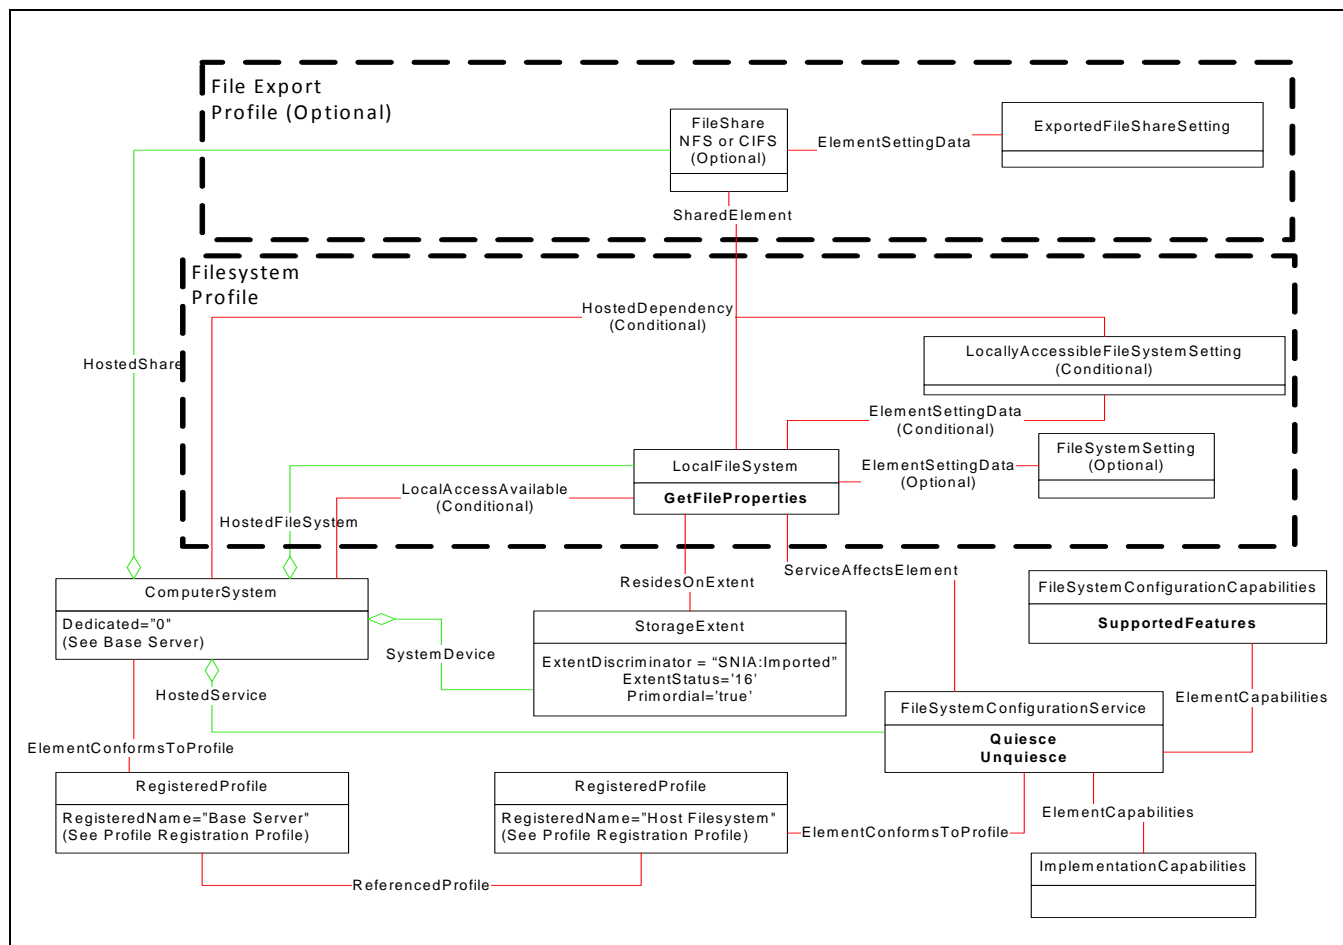 File Export
Profile (Optional)
FileShare
NFS or CIFS
(Optional)
ElementSettingData
ExportedFileShareSetting
SharedElement
Filesystem
Profile
HostedDependency
(Conditional)
HostedShare
LocallyAccessibleFileSystemSetting
(Conditional)
ElementSettingData
(Conditional)
FileSystemSetting
(Optional)
LocalFileSystem
GetFileProperties
ElementSettingData
(Optional)
LocalAccessAvailable
(Conditional)
HostedFileSystem
ResidesOnExtent
ServiceAffectsElement
ComputerSystem
Dedicated="0"
(See Base Server)
FileSystemConfigurationCapabilities
SupportedFeatures
StorageExtent
ExtentDiscriminator = “SNIA:Imported”
ExtentStatus=’16’
Primordial=’true’
SystemDevice
HostedService
FileSystemConfigurationService
Quiesce
Unquiesce
ElementCapabilities
ElementConformsToProfile
RegisteredProfile
RegisteredName="Base Server"
(See Profile Registration Profile)
RegisteredProfile
RegisteredName="Host Filesystem"
(See Profile Registration Profile)
ElementConformsToProfile
ElementCapabilities
ImplementationCapabilities
ReferencedProfile